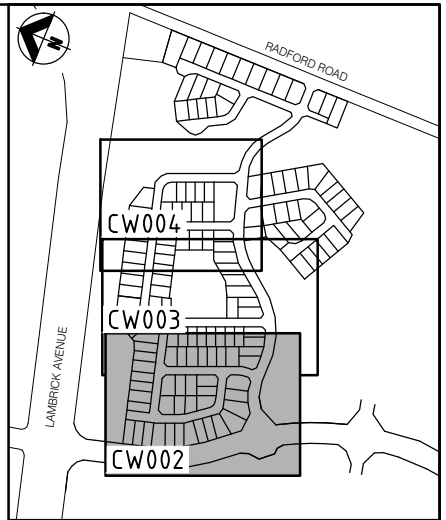 N
RADFORD ROAD
CW004
CW003
LAMBRICK AVENUE
CW002